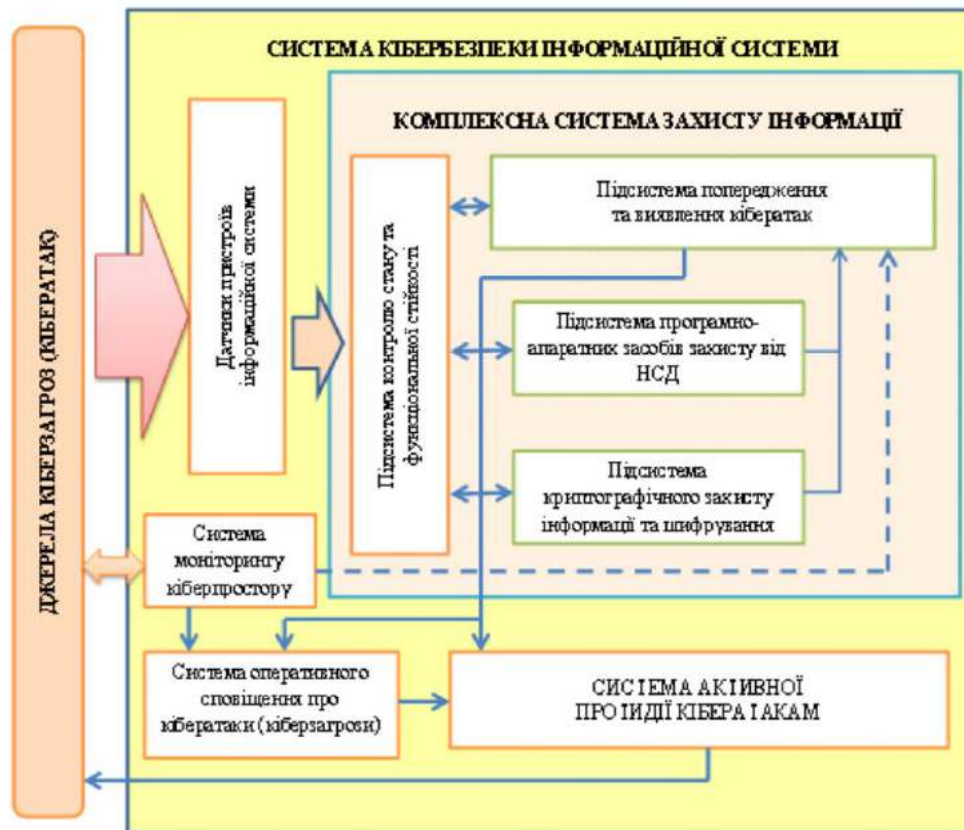 ДЖЕРЕЛА КІБЕРЗАГРОЗ (КІБЕРАТАК)
СИСТЕМА КІБЕРБЕЗПЕКИ ІНФОРМАЦІЙНОЇ СИСТЕМИ
Датчики пристроїв
інформаційної системи
КОМПЛЕКСНА СИСТЕМА ЗАХИСТУ ІНФОРМАЦІЇ
Підсистема контролю стану та
функціональної стійкості
Підсистема попередження
та виявлення кібератак
Підсистема програмно-
апаратних засобів захисту від
НСД
Підсистема
криптографічного захисту
інформації та шифрування
Система
моніторингу
кіберпростору
Система оперативного
сповіщення про
кібератаки (кіберзагрози)
СИСТЕМА АКТИВНОЇ
ПРОТИДІЇ КІБЕРАТАКАМ